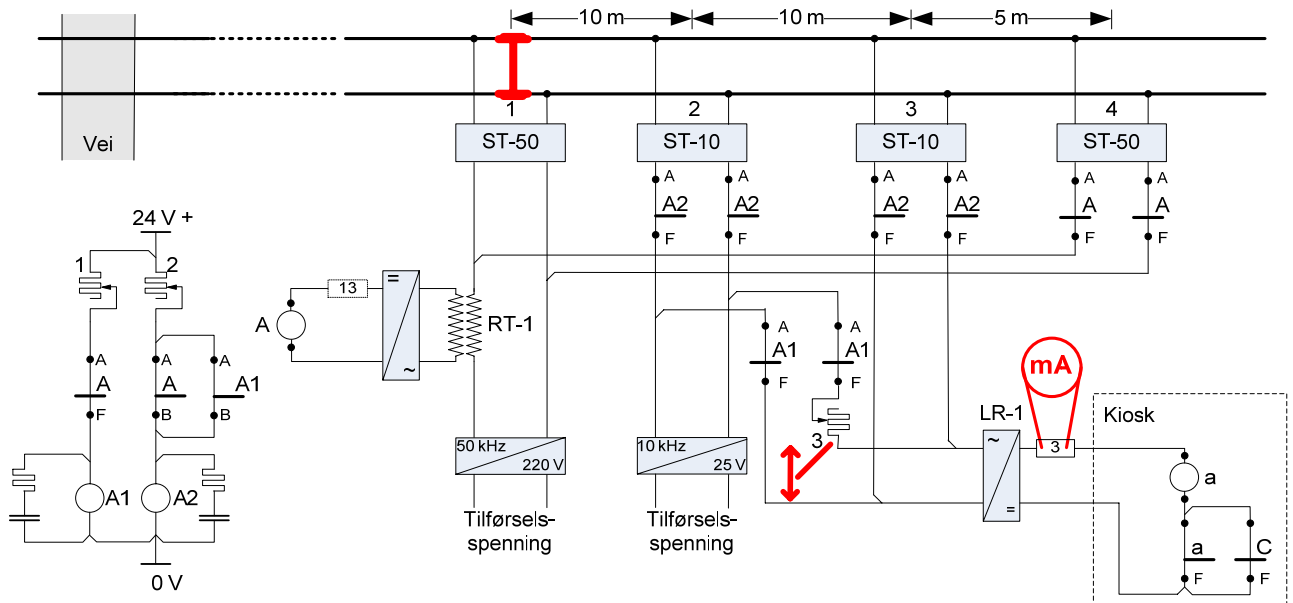 10 m 10 m 5 m
1 2 3 4
Vei
ST-50 ST-10 ST-10 ST-50
A A A A A A
A2 A2 A2 A2 A A
F F F F F F
24 V +
1 2
A 13 =
~
RT-1
A A A
A A A1
F B B
A1 A2
0 V
50 kHz
220 V
10 kHz
25 V
Tilførsels-
spenning
Tilførsels-
spenning
A A
A1 A1
F F
3
LR-1
~
=
mA
3
Kiosk
a
a C
F F